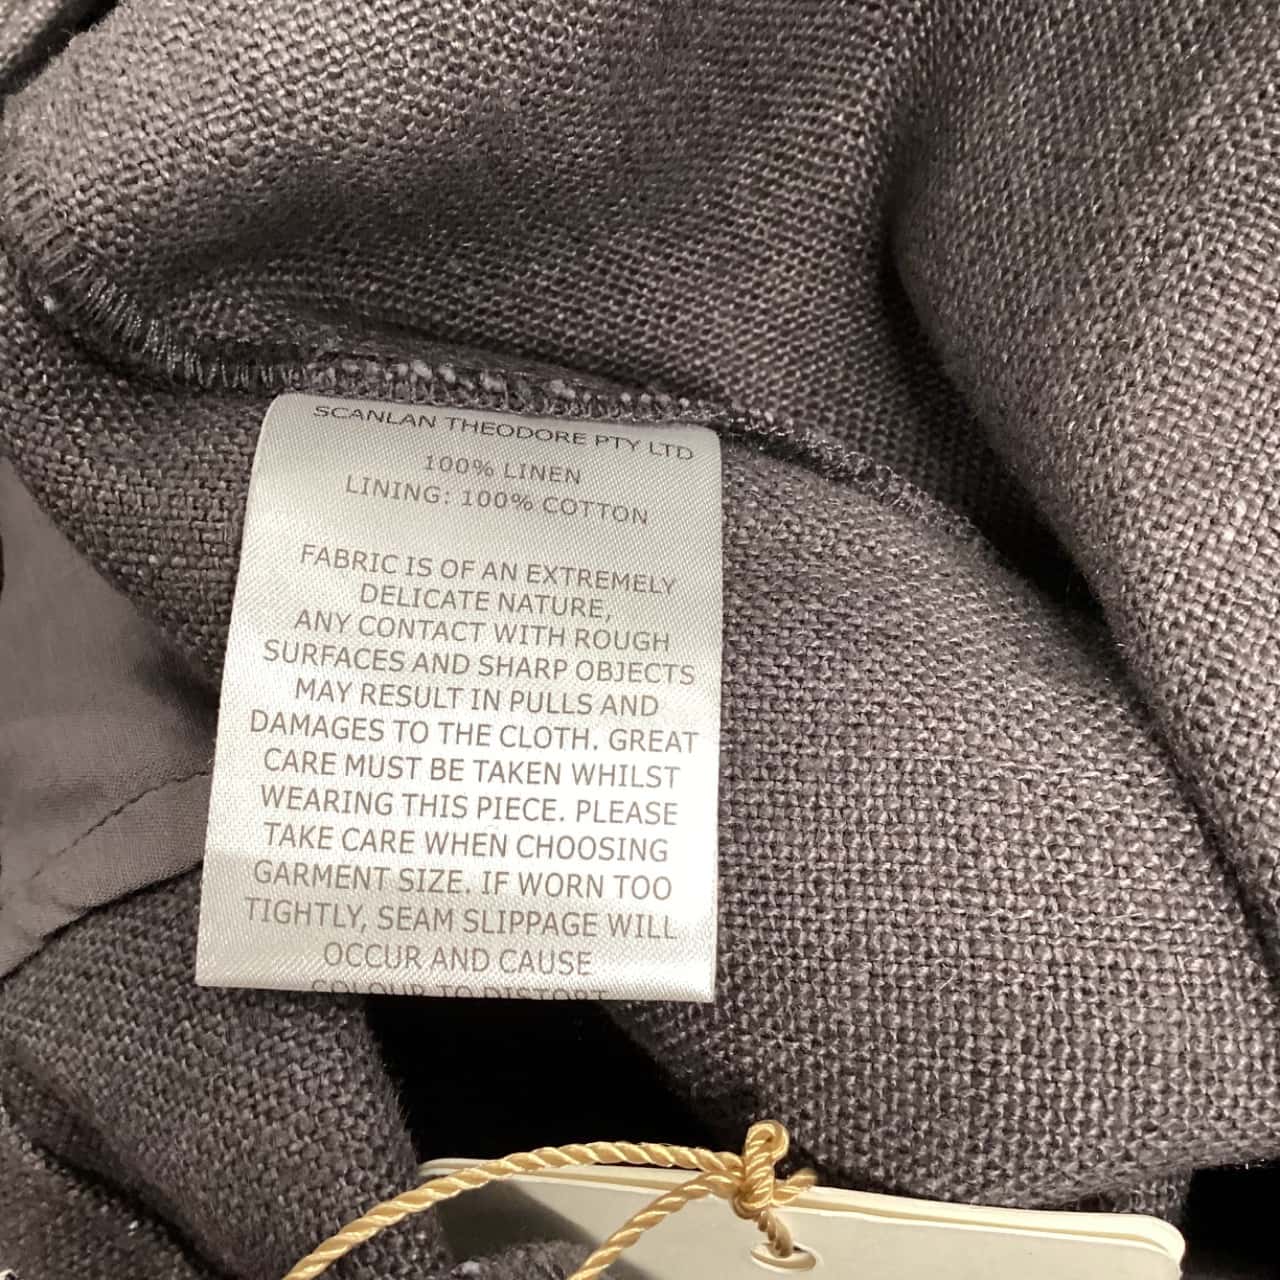 SCANLAN THEODORE PTY LTD
100% LINEN
LINING: 100% COTTON
FABRIC IS OF AN EXTREMELY
DELICATE NATURE,
ANY CONTACT WITH ROUGH
SURFACES AND SHARP OBJECTS
MAY RESULT IN PULLS AND
DAMAGES TO THE CLOTH. GREAT
CARE MUST BE TAKEN WHILST
WEARING THIS PIECE. PLEASE
TAKE CARE WHEN CHOOSING
GARMENT SIZE. IF WORN TOO
TIGHTLY, SEAM SLIPPAGE WILL
OCCUR AND CAUSE
COLOUR TO DISTORT